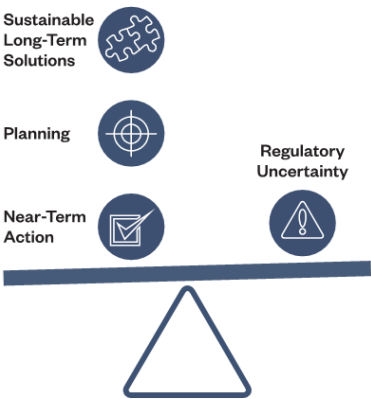 Sustainable
Long-Term
Solutions
Planning
Regulatory
Uncertainty
Near-Term
Action